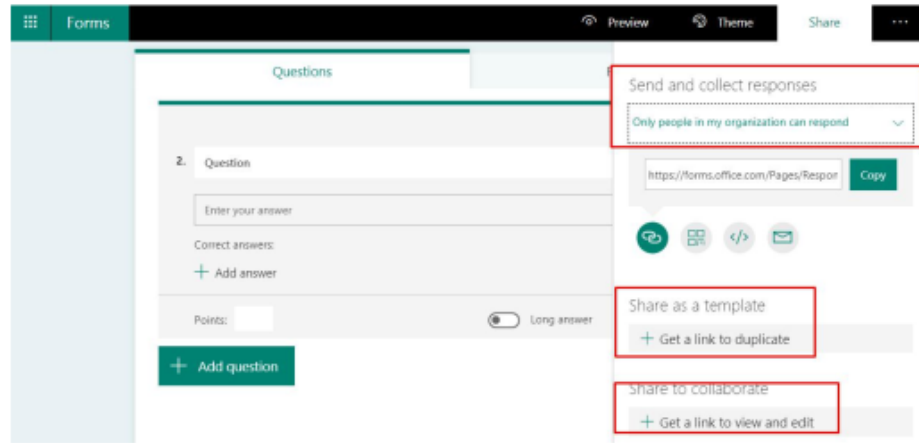 Forms
Preview
Theme
Share
Questions
Send and collect responses
Only people in my organization can respond
https://forms.office.com/Pages/Respor
Copy
2.
Question
Enter your answer
Correct answers:
Add answer
Points:
Long answer
Add question
Share as a template
Get a link to duplicate
Share to collaborate
Get a link to view and edit